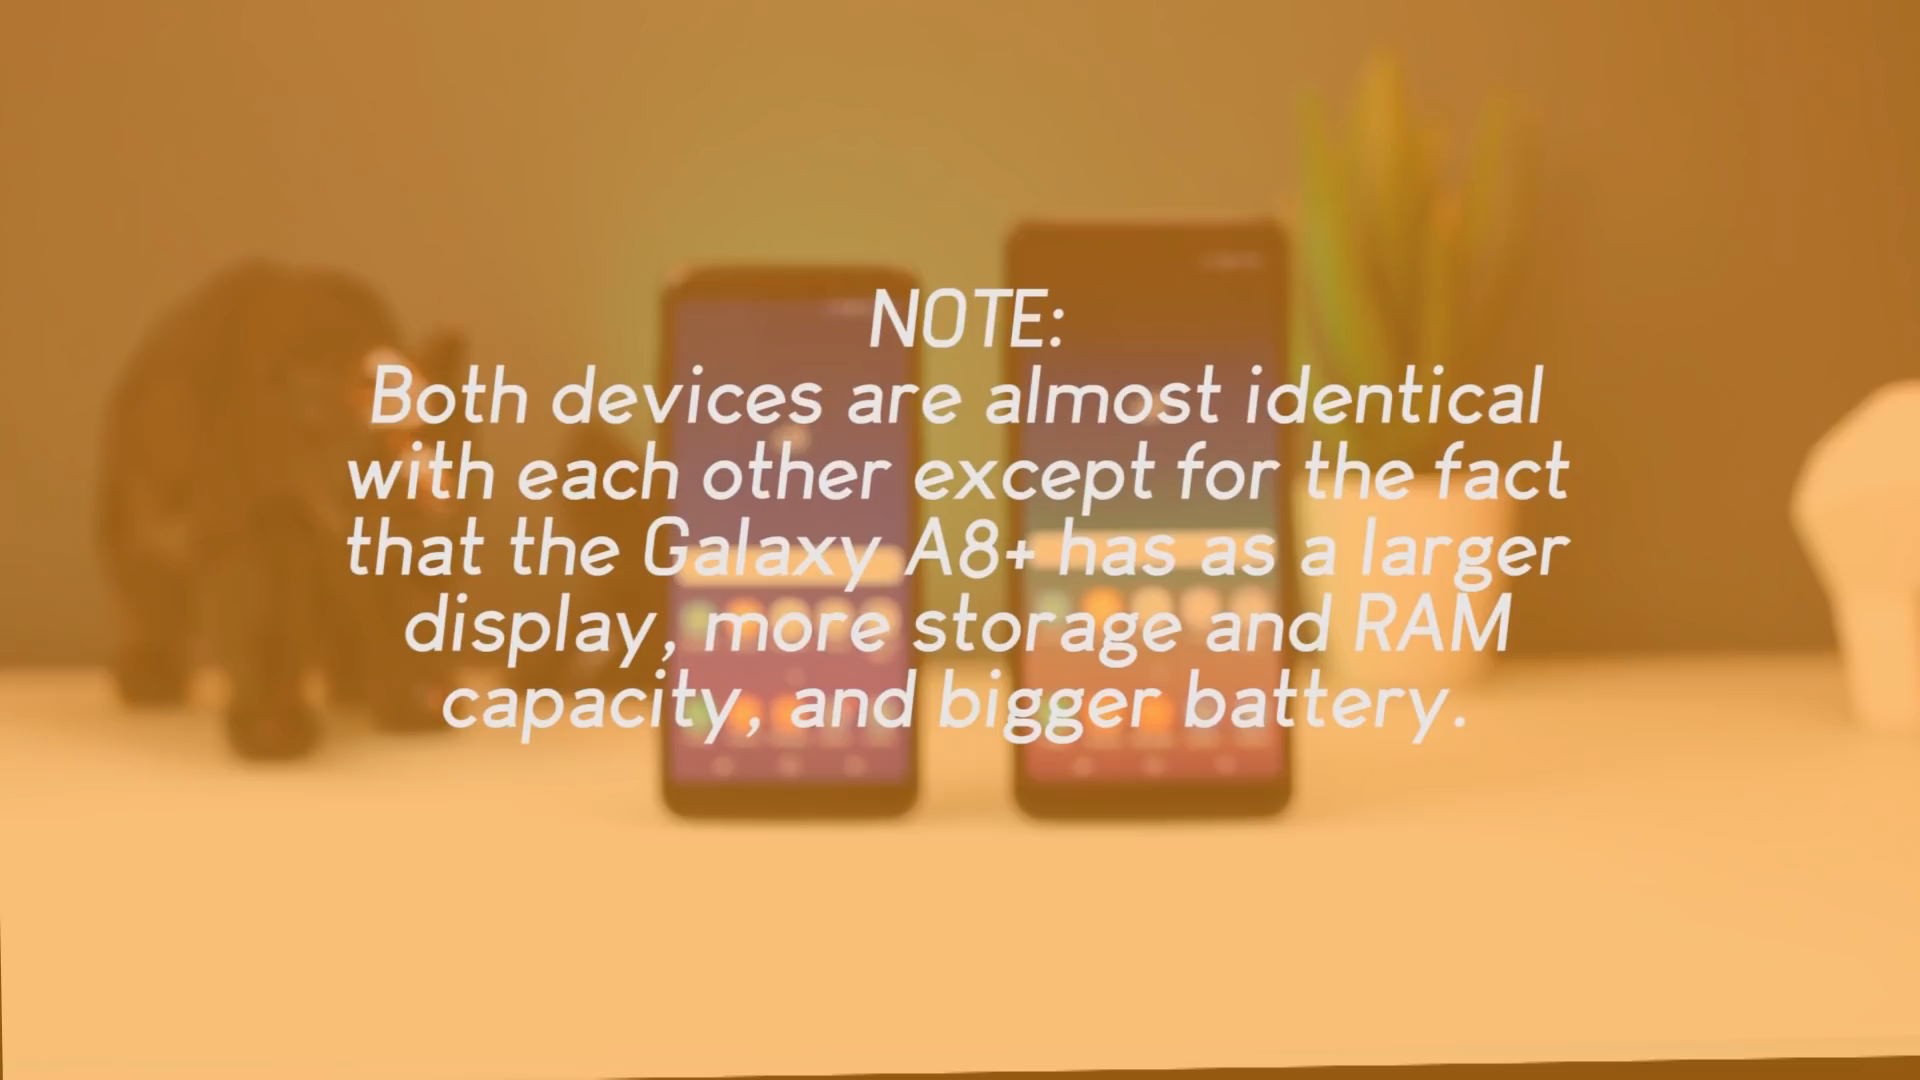 NOTE:
Both devices are almost identical
with each other except for the fact
that the Galaxy A8+ has as a larger
display, more storage and RAM
capacity, and bigger battery.